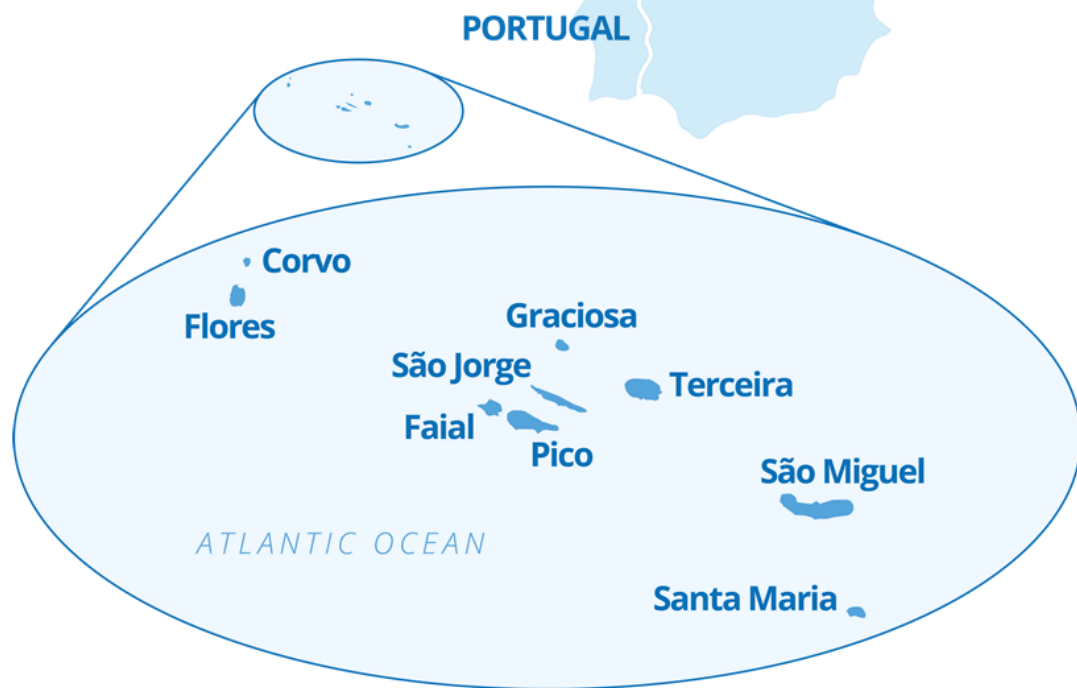 PORTUGAL
Corvo
Flores
Graciosa
São Jorge
Terceira
Faial
Pico
São Miguel
ATLANTIC OCEAN
Santa Maria